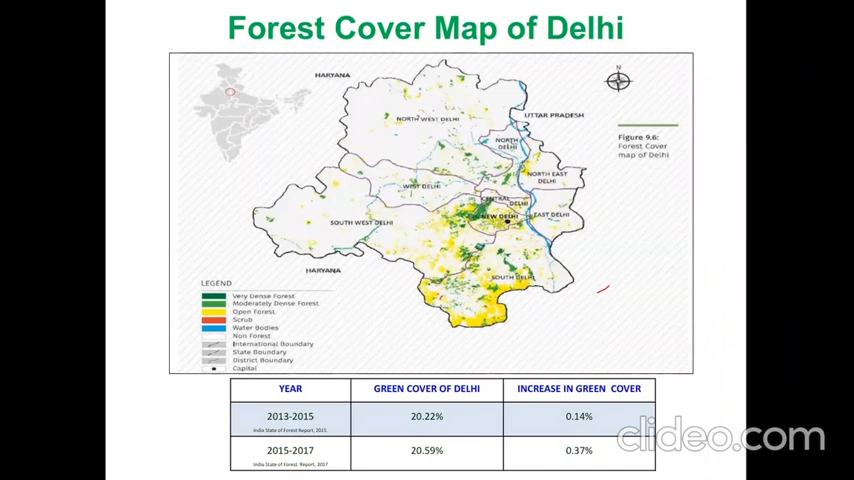 Forest Cover Map of Delhi
HARYANA
N
UTTAR PRADESH
NORTH WEST DELHI
Figure 9.6:
Forest Cover
map of Delhi
NORTH
DELHI
NORTH EAST
DELHI
WEST DELHI
CENTRAL
DELHI
NEW DELHI
EAST DELHI
SOUTH WEST DELHI
HARYANA
SOUTH DELHI
LEGEND
Very Dense Forest
Moderately Dense Forest
Open Forest
Scrub
Water Bodies
Non Forest
International Boundary
State Boundary
District Boundary
Capital
YEAR GREEN COVER OF DELHI INCREASE IN GREEN COVER
2013-2015 20.22% 0.14%
India State of Forest Report, 2015.
2015-2017 20.59% 0.37%
India State of Forest Report, 2017
clideo.com